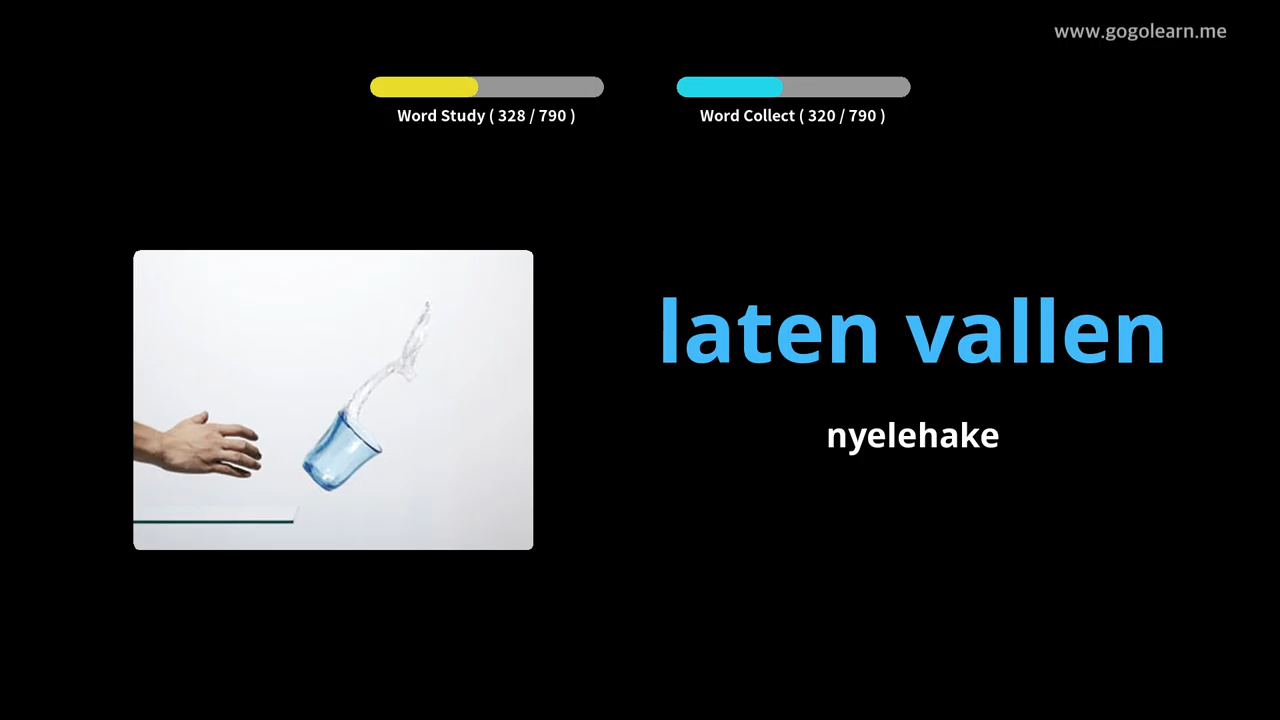 www.gogolearn.me
Word Study ( 328 / 790 )
Word Collect ( 320 / 790 )
laten vallen
nyelehake